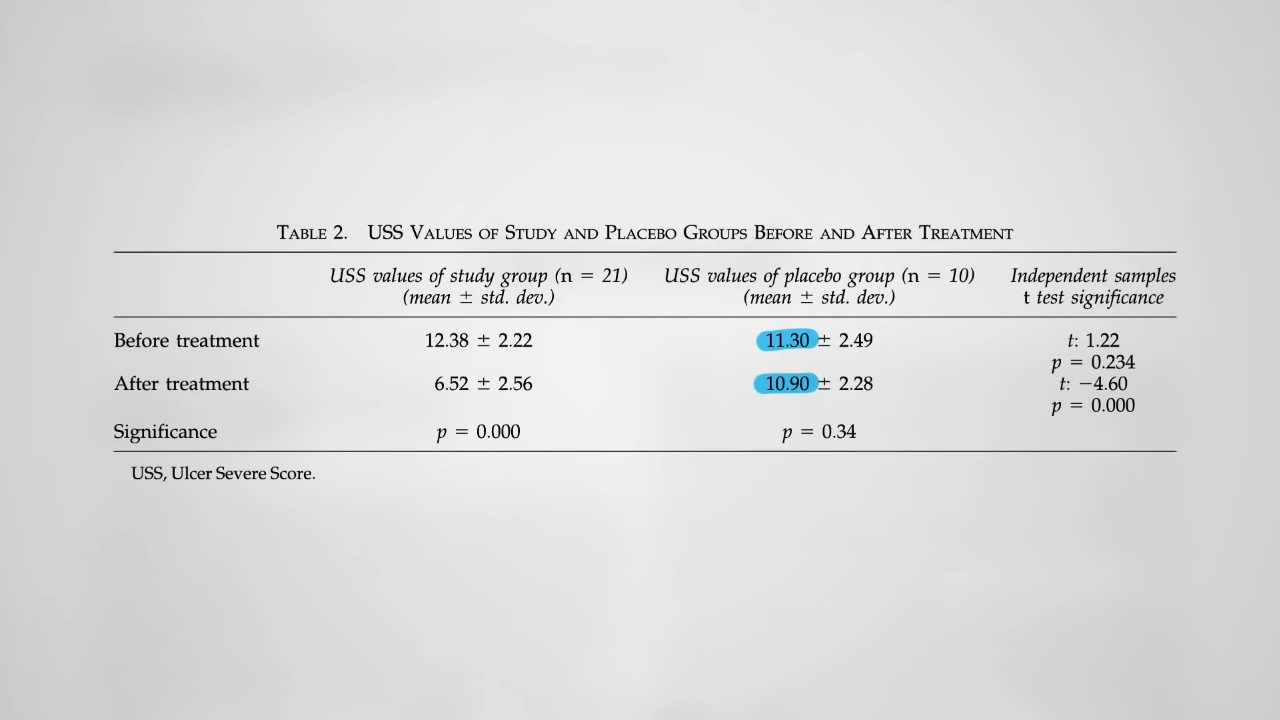 TABLE 2. USS VALUES OF STUDY AND PLACEBO GROUPS BEFORE AND AFTER TREATMENT
USS values of study group (n = 21) USS values of placebo group (n = 10) Independent samples
(mean ± std. dev.) (mean ± std. dev.) t test significance
Before treatment 12.38 ± 2.22 11.30 ± 2.49 t: 1.22
p = 0.234
After treatment 6.52 ± 2.56 10.90 ± 2.28 t: −4.60
p = 0.000
Significance p = 0.000 p = 0.34
USS, Ulcer Severe Score.